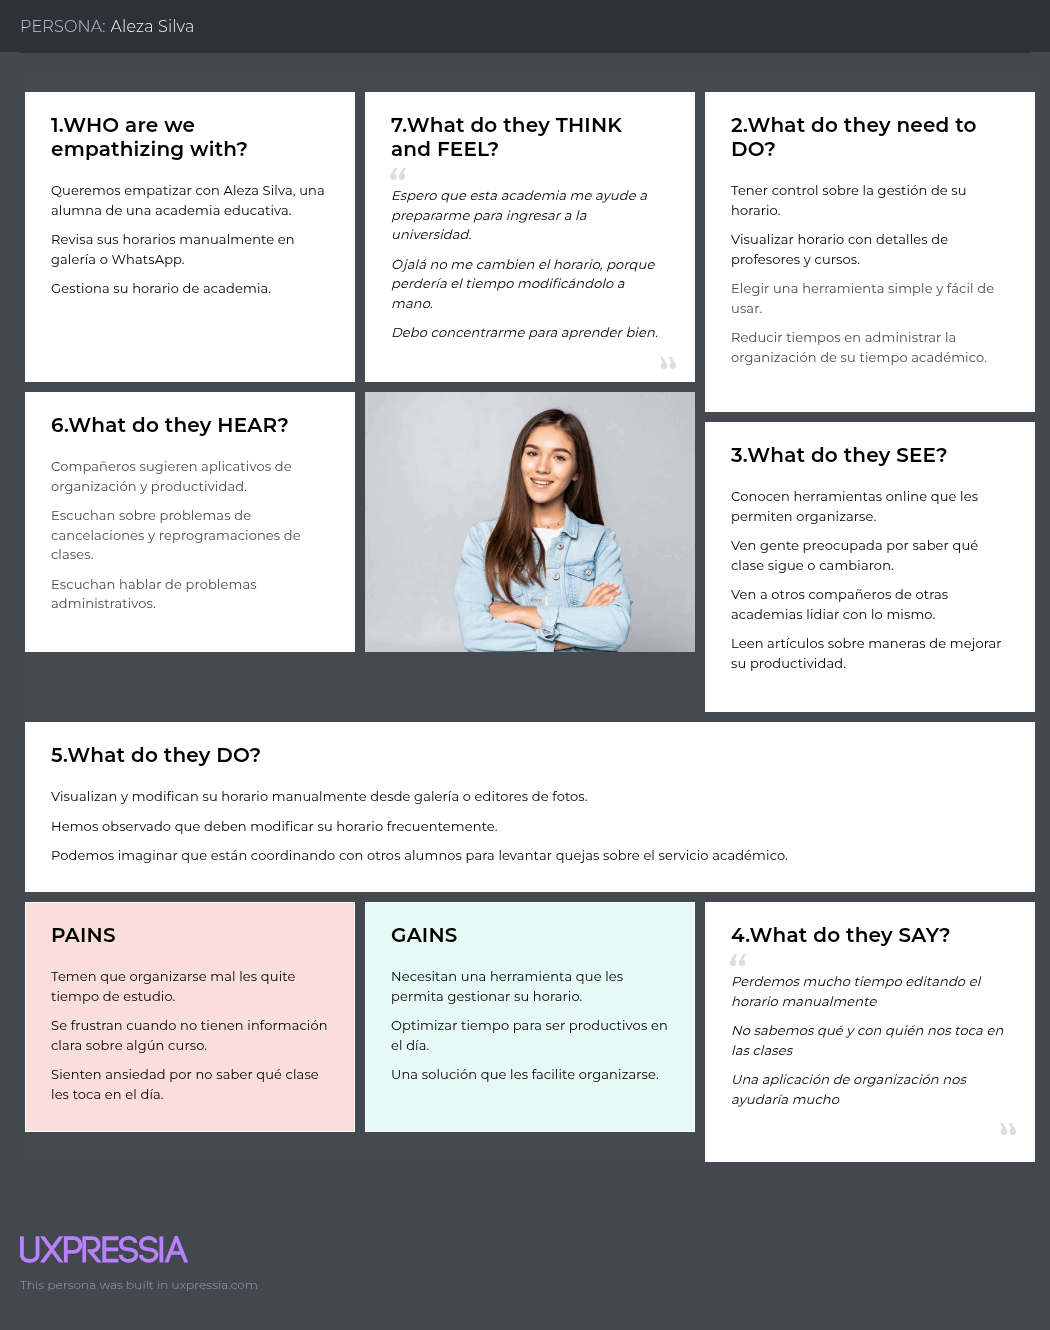 PERSONA: Aleza Silva
1.WHO are we
empathizing with?
Queremos empatizar con Aleza Silva, una
alumna de una academia educativa.
Revisa sus horarios manualmente en
galería o WhatsApp.
Gestiona su horario de academia.
7.What do they THINK
and FEEL?
“
Espero que esta academia me ayude a
prepararme para ingresar a la
universidad.
Ojalá no me cambien el horario, porque
perdería el tiempo modificándolo a
mano.
Debo concentrarme para aprender bien.
”
2.What do they need to
DO?
Tener control sobre la gestión de su
horario.
Visualizar horario con detalles de
profesores y cursos.
Elegir una herramienta simple y fácil de
usar.
Reducir tiempos en administrar la
organización de su tiempo académico.
6.What do they HEAR?
Compañeros sugieren aplicativos de
organización y productividad.
Escuchan sobre problemas de
cancelaciones y reprogramaciones de
clases.
Escuchan hablar de problemas
administrativos.
3.What do they SEE?
Conocen herramientas online que les
permiten organizarse.
Ven gente preocupada por saber qué
clase sigue o cambiaron.
Ven a otros compañeros de otras
academias lidiar con lo mismo.
Leen artículos sobre maneras de mejorar
su productividad.
5.What do they DO?
Visualizan y modifican su horario manualmente desde galería o editores de fotos.
Hemos observado que deben modificar su horario frecuentemente.
Podemos imaginar que están coordinando con otros alumnos para levantar quejas sobre el servicio académico.
PAINS
Temen que organizarse mal les quite
tiempo de estudio.
Se frustran cuando no tienen información
clara sobre algún curso.
Sienten ansiedad por no saber qué clase
les toca en el día.
GAINS
Necesitan una herramienta que les
permita gestionar su horario.
Optimizar tiempo para ser productivos en
el día.
Una solución que les facilite organizarse.
4.What do they SAY?
“
Perdemos mucho tiempo editando el
horario manualmente
No sabemos qué y con quién nos toca en
las clases
Una aplicación de organización nos
ayudaría mucho
”
UXPRESSIA
This persona was built in uxpressia.com